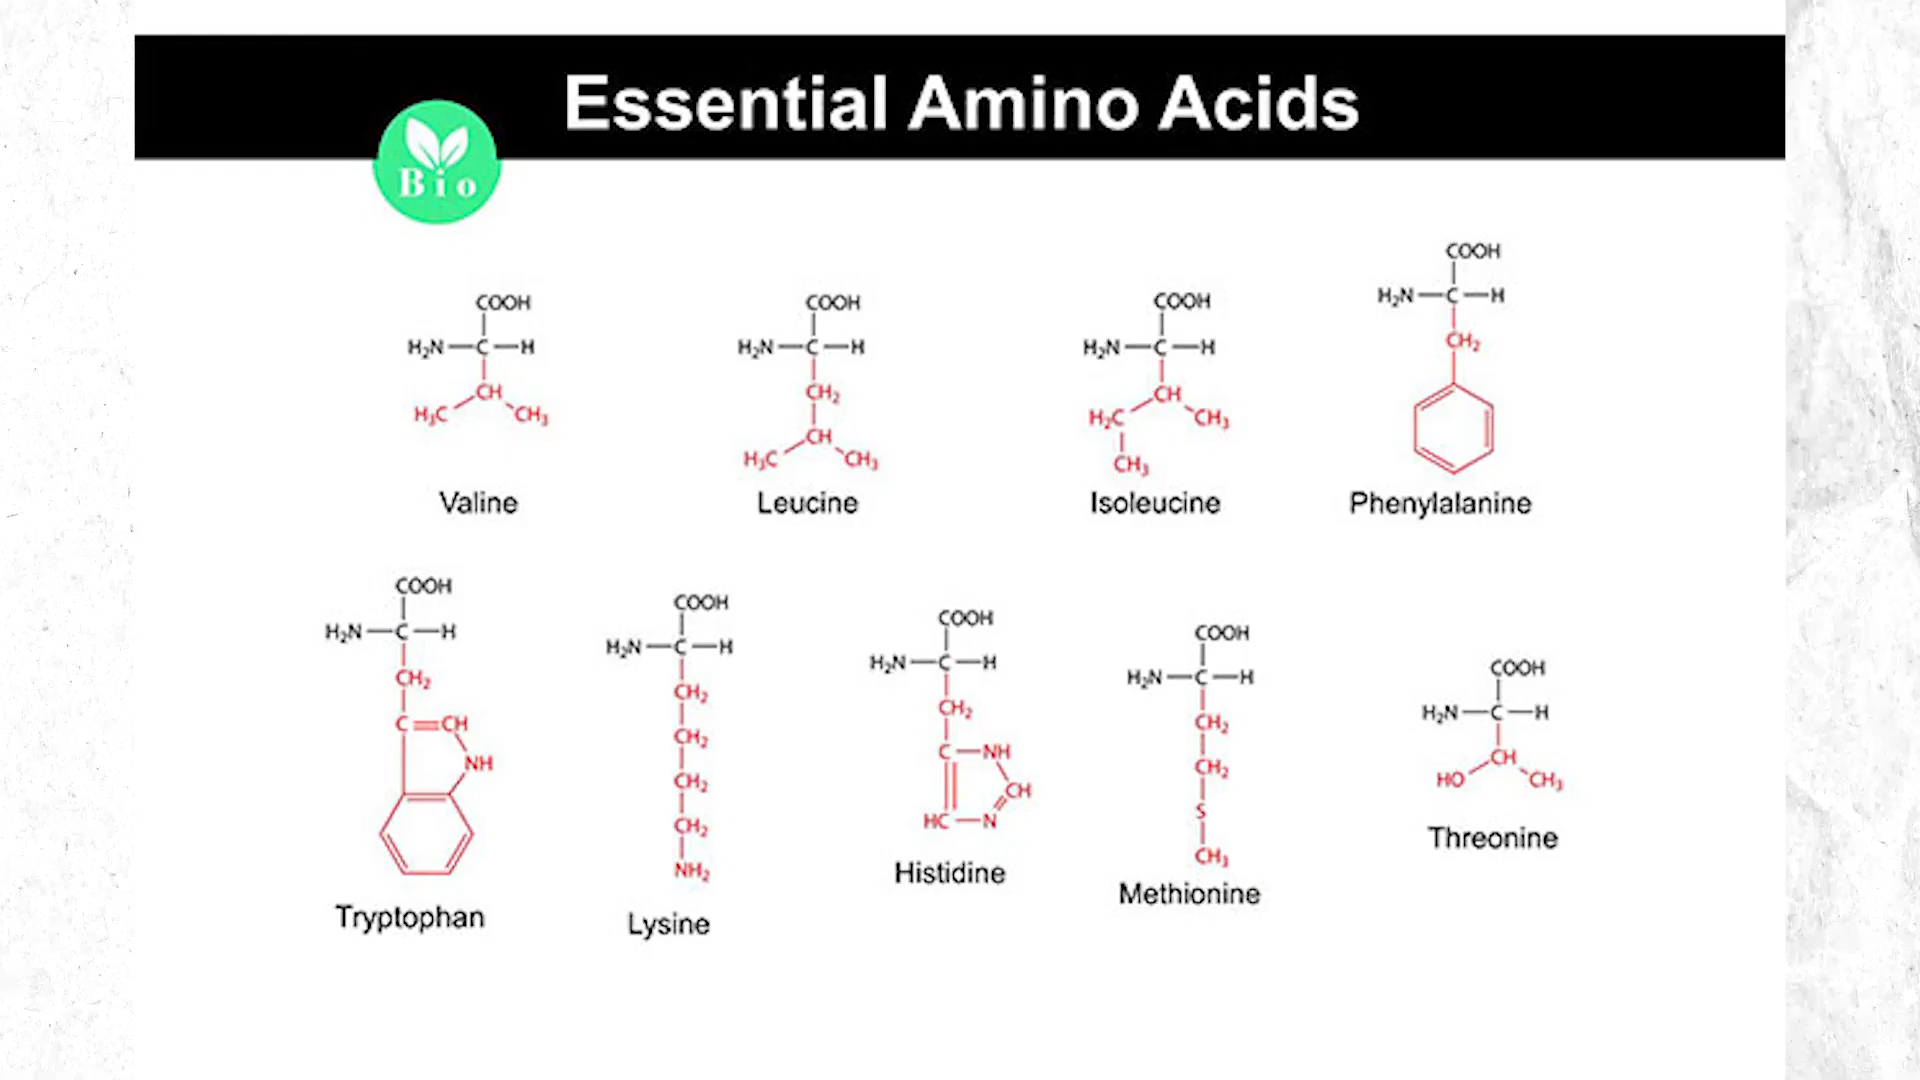 Essential Amino Acids
Bio
COOH
H₂N—C—H
CH
H₃C CH₃
Valine
COOH
H₂N—C—H
CH₂
CH
H₃C CH₃
Leucine
COOH
H₂N—C—H
CH
H₂C CH₃
CH₃
Isoleucine
COOH
H₂N—C—H
CH₂
Phenylalanine
COOH
H₂N—C—H
CH₂
C=CH
NH
Tryptophan
COOH
H₂N—C—H
CH₂
CH₂
CH₂
CH₂
NH₂
Lysine
COOH
H₂N—C—H
CH₂
C—NH
CH
HC—N
Histidine
COOH
H₂N—C—H
CH₂
CH₂
S
CH₃
Methionine
COOH
H₂N—C—H
CH
HO CH₃
Threonine